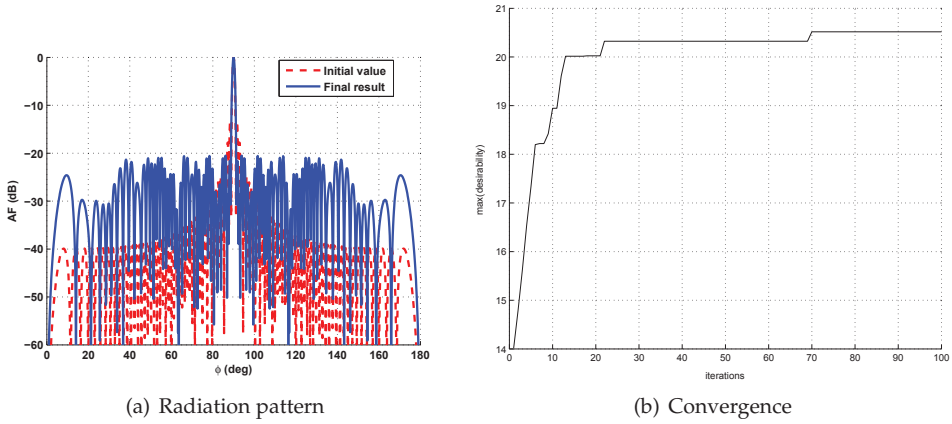 0
−10
−20
−30
−40
−50
−60
AF (dB)
0 20 40 60 80 100 120 140 160 180
ϕ (deg)
Initial value
Final result
(a) Radiation pattern
21
20
19
18
17
16
15
14
max(desirability)
0 10 20 30 40 50 60 70 80 90 100
iterations
(b) Convergence